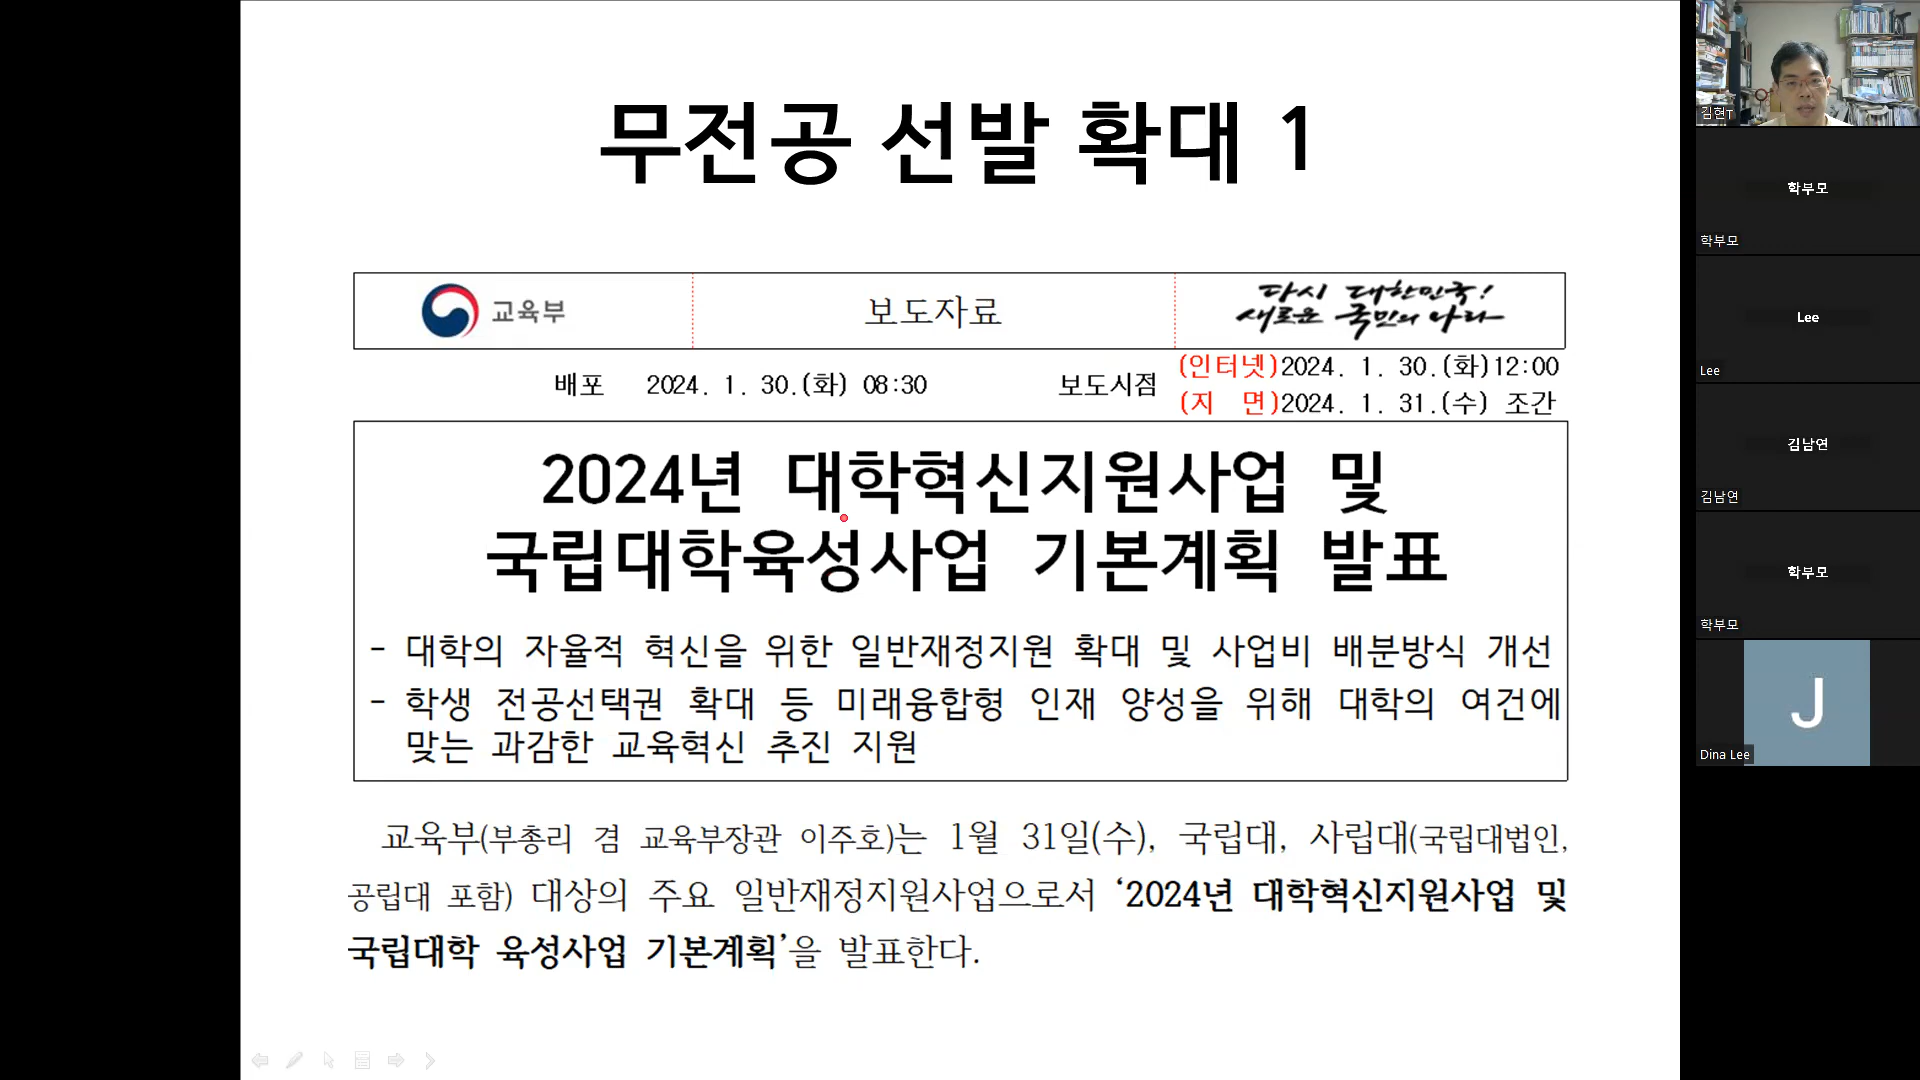 무전공 선발 확대 1
교육부
보도자료
다시 대한민국!
새로운 국민의 나라
배포 2024. 1. 30.(화) 08:30
보도시점
(인터넷)2024. 1. 30.(화)12:00
(지 면)2024. 1. 31.(수) 조간
2024년 대학혁신지원사업 및
국립대학육성사업 기본계획 발표
- 대학의 자율적 혁신을 위한 일반재정지원 확대 및 사업비 배분방식 개선
- 학생 전공선택권 확대 등 미래융합형 인재 양성을 위해 대학의 여건에
맞는 과감한 교육혁신 추진 지원
교육부(부총리 겸 교육부장관 이주호)는 1월 31일(수), 국립대, 사립대(국립대법인,
공립대 포함) 대상의 주요 일반재정지원사업으로서 ‘2024년 대학혁신지원사업 및
국립대학 육성사업 기본계획’을 발표한다.
김현T
학부모
학부모
Lee
Lee
김남연
김남연
학부모
학부모
J
Dina Lee